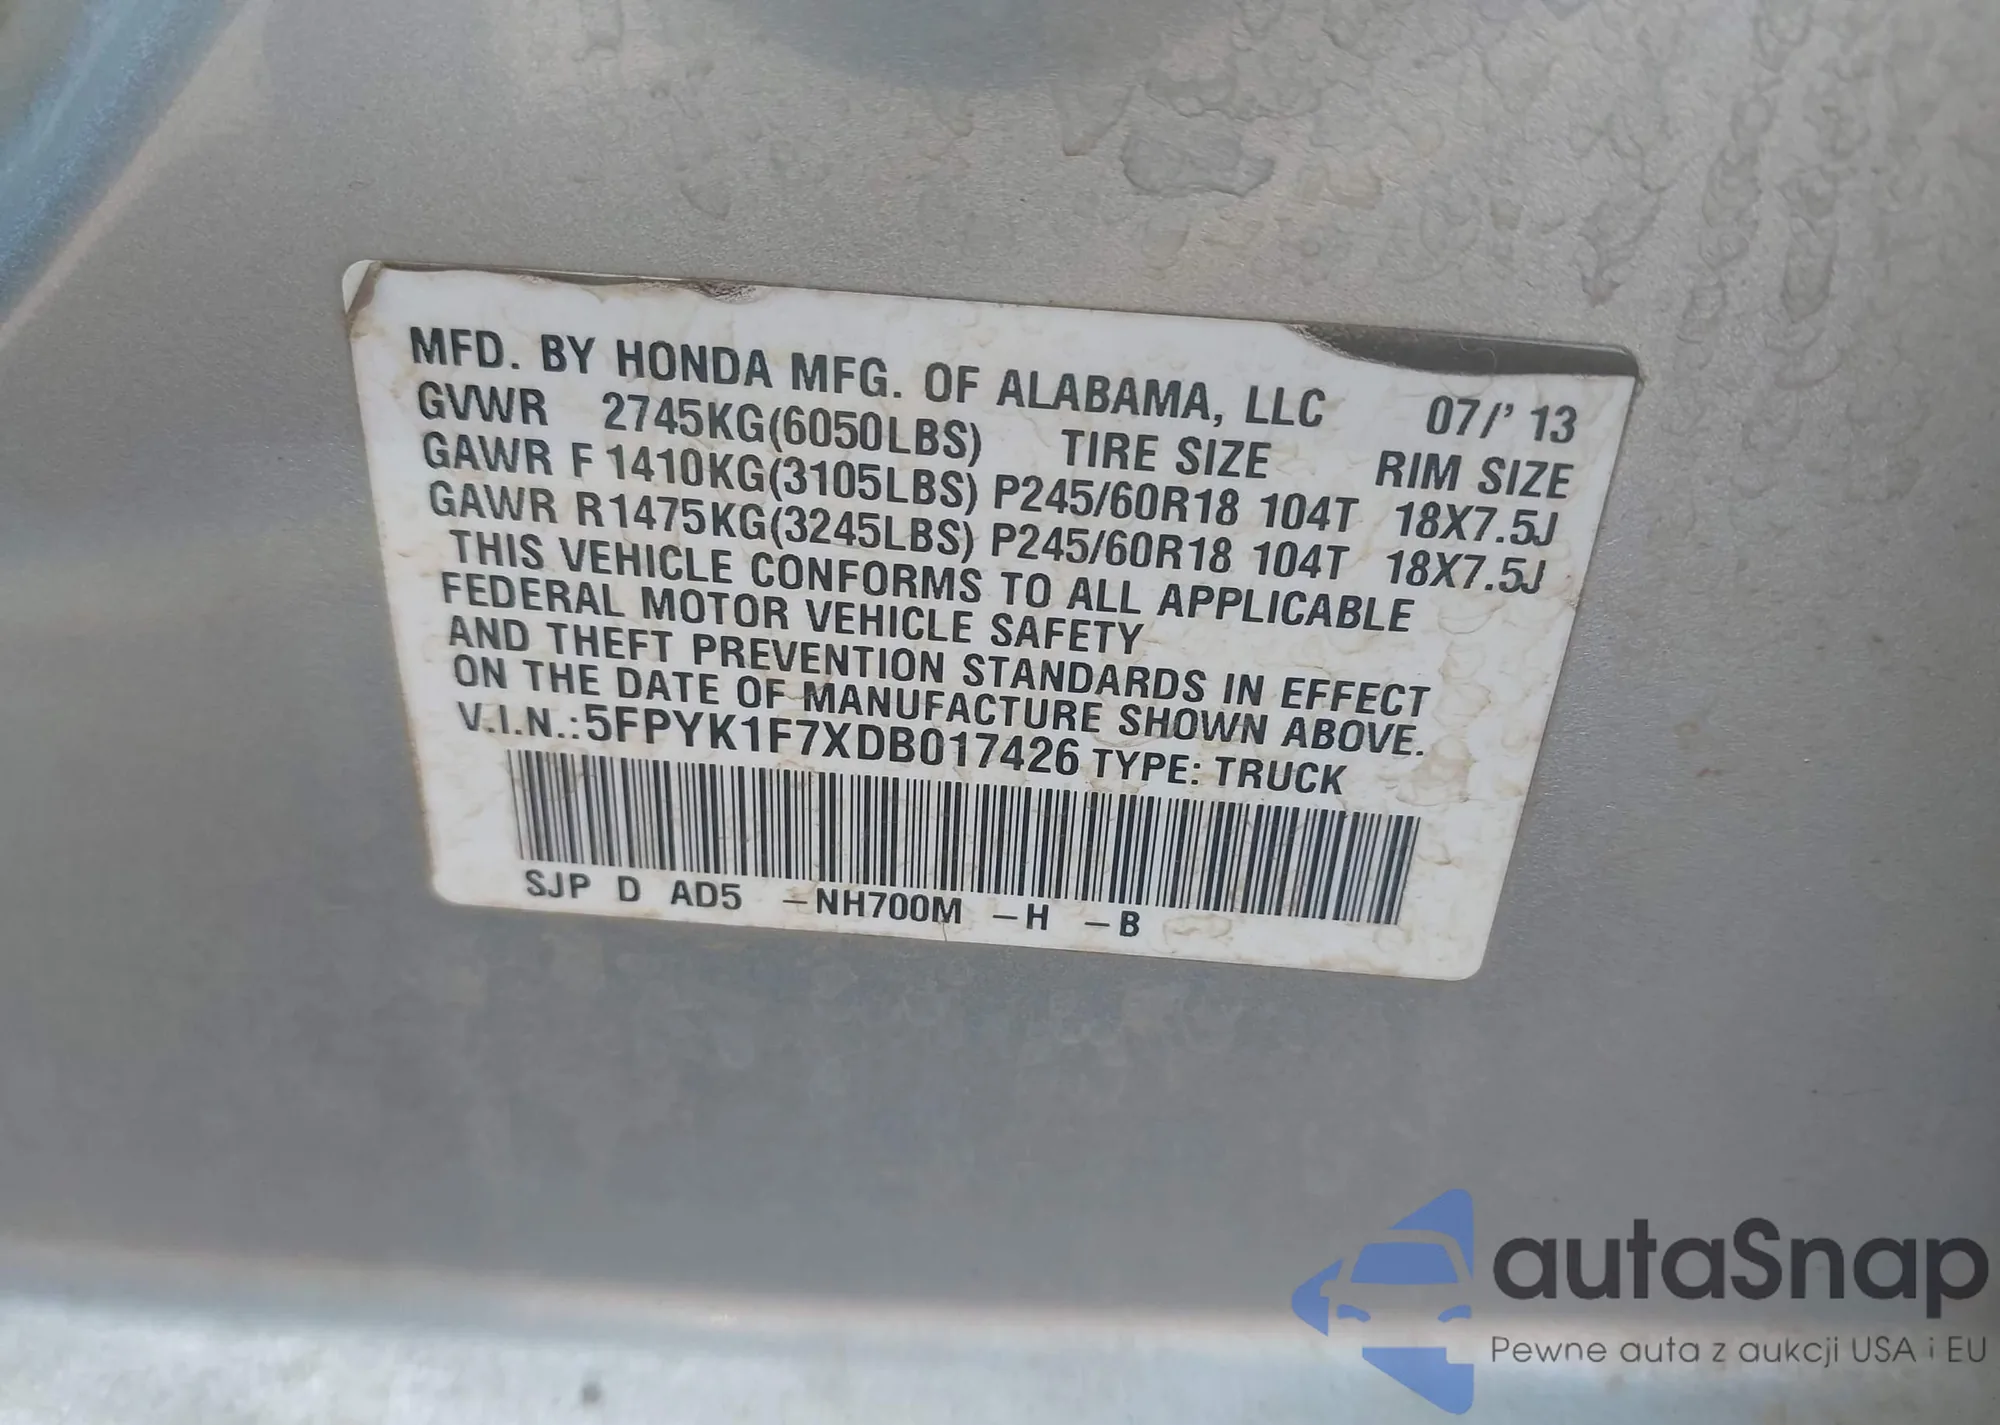 MFD. BY HONDA MFG. OF ALABAMA, LLC 07/' 13
GVWR 2745KG(6050LBS) TIRE SIZE RIM SIZE
GAWR F 1410KG(3105LBS) P245/60R18 104T 18X7.5J
GAWR R1475KG(3245LBS) P245/60R18 104T 18X7.5J
THIS VEHICLE CONFORMS TO ALL APPLICABLE
FEDERAL MOTOR VEHICLE SAFETY
AND THEFT PREVENTION STANDARDS IN EFFECT
ON THE DATE OF MANUFACTURE SHOWN ABOVE.
V.I.N.:5FPYK1F7XDB017426 TYPE: TRUCK
SJP D AD5 –NH700M –H –B
autaSnap
Pewne auta z aukcji USA i EU